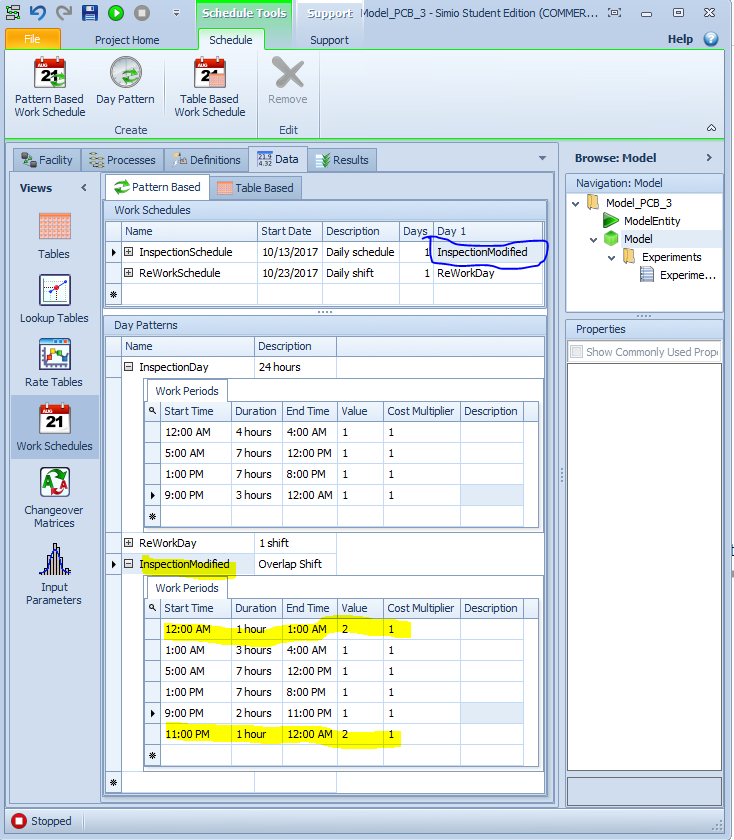 Schedule Tools Support Model_PCB_3 - Simio Student Edition (COMMER...
File Project Home Schedule Support Help ?
AUG 21 AUG 21
Pattern Based Work Schedule Day Pattern Table Based Work Schedule Remove
Create Edit
Facility Processes Definitions 21.9 4.32 Data Results
Views <
Tables
Lookup Tables
Rate Tables
AUG 21
Work Schedules
Changeover
Matrices
Input
Parameters
Pattern Based Table Based
Work Schedules
Name Start Date Description Days Day 1
InspectionSchedule 10/13/2017 Daily schedule 1 InspectionModified
ReWorkSchedule 10/23/2017 Daily shift 1 ReWorkDay
Day Patterns
Name Description
InspectionDay 24 hours
Work Periods
Start Time Duration End Time Value Cost Multiplier Description
12:00 AM 4 hours 4:00 AM 1 1
5:00 AM 7 hours 12:00 PM 1 1
1:00 PM 7 hours 8:00 PM 1 1
9:00 PM 3 hours 12:00 AM 1 1
ReWorkDay 1 shift
InspectionModified Overlap Shift
Work Periods
Start Time Duration End Time Value Cost Multiplier Description
12:00 AM 1 hour 1:00 AM 2 1
1:00 AM 3 hours 4:00 AM 1 1
5:00 AM 7 hours 12:00 PM 1 1
1:00 PM 7 hours 8:00 PM 1 1
9:00 PM 2 hours 11:00 PM 1 1
11:00 PM 1 hour 12:00 AM 2 1
Browse: Model >
Navigation: Model
Model_PCB_3
ModelEntity
Model
Experiments
Experime...
Properties
Show Commonly Used Prope
Stopped